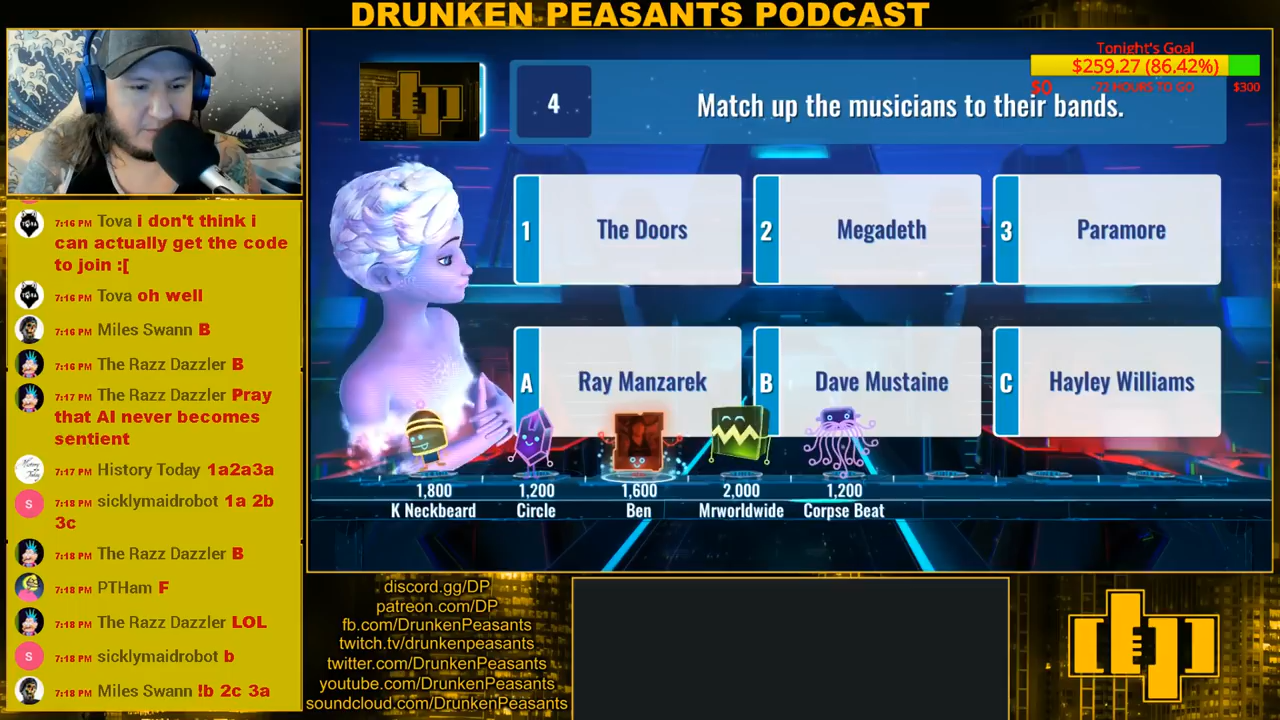 DRUNKEN PEASANTS PODCAST
Tonight's Goal
$259.27 (86.42%)
$0 -72 HOURS TO GO $300
4
Match up the musicians to their bands.
1 The Doors
2 Megadeth
3 Paramore
A Ray Manzarek
B Dave Mustaine
C Hayley Williams
1,800
K Neckbeard
1,200
Circle
1,600
Ben
2,000
Mrworldwide
1,200
Corpse Beat
7:16 PM Tova i don't think i
can actually get the code
to join :[
7:16 PM Tova oh well
7:16 PM Miles Swann B
7:16 PM The Razz Dazzler B
7:17 PM The Razz Dazzler Pray
that AI never becomes
sentient
7:17 PM History Today 1a2a3a
7:18 PM sicklymaidrobot 1a 2b
3c
7:18 PM The Razz Dazzler B
7:18 PM PTHam F
7:18 PM The Razz Dazzler LOL
7:18 PM sicklymaidrobot b
7:18 PM Miles Swann !b 2c 3a
discord.gg/DP
patreon.com/DP
fb.com/DrunkenPeasants
twitch.tv/drunkenpeasants
twitter.com/DrunkenPeasants
youtube.com/DrunkenPeasants
soundcloud.com/DrunkenPeasants